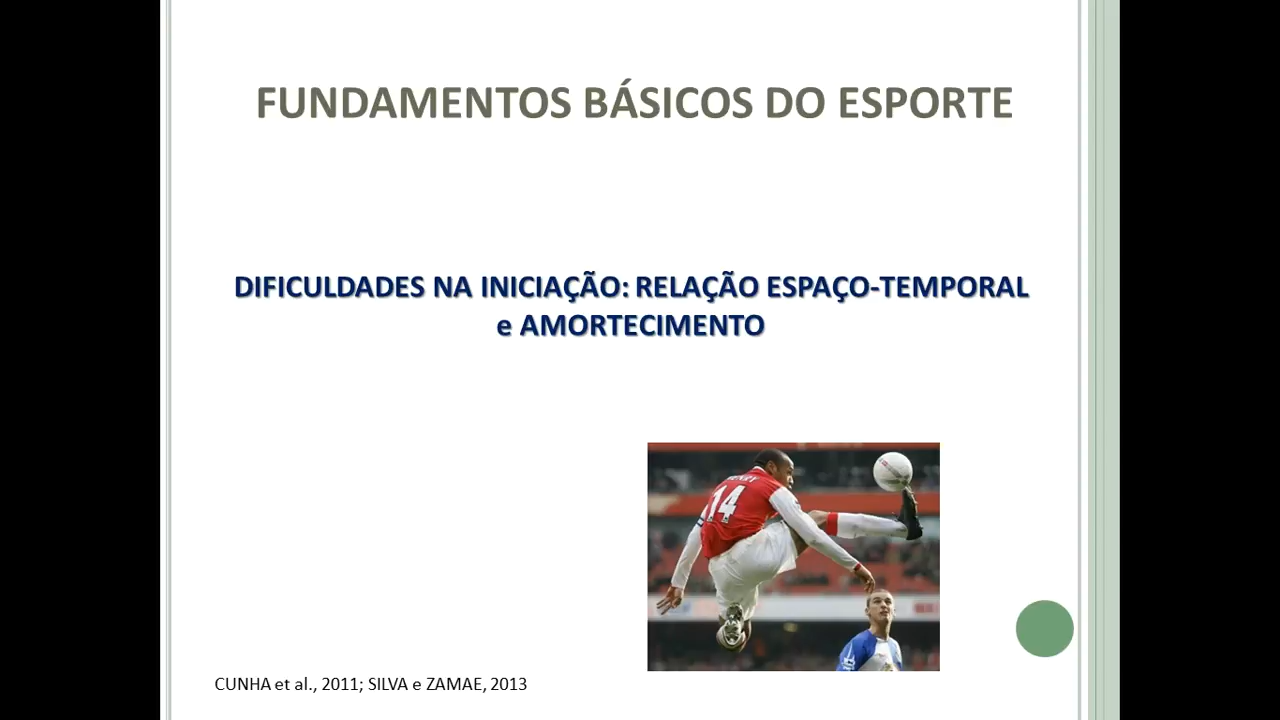 FUNDAMENTOS BÁSICOS DO ESPORTE
DIFICULDADES NA INICIAÇÃO: RELAÇÃO ESPAÇO-TEMPORAL
e AMORTECIMENTO
HENRY
14
CUNHA et al., 2011; SILVA e ZAMAE, 2013